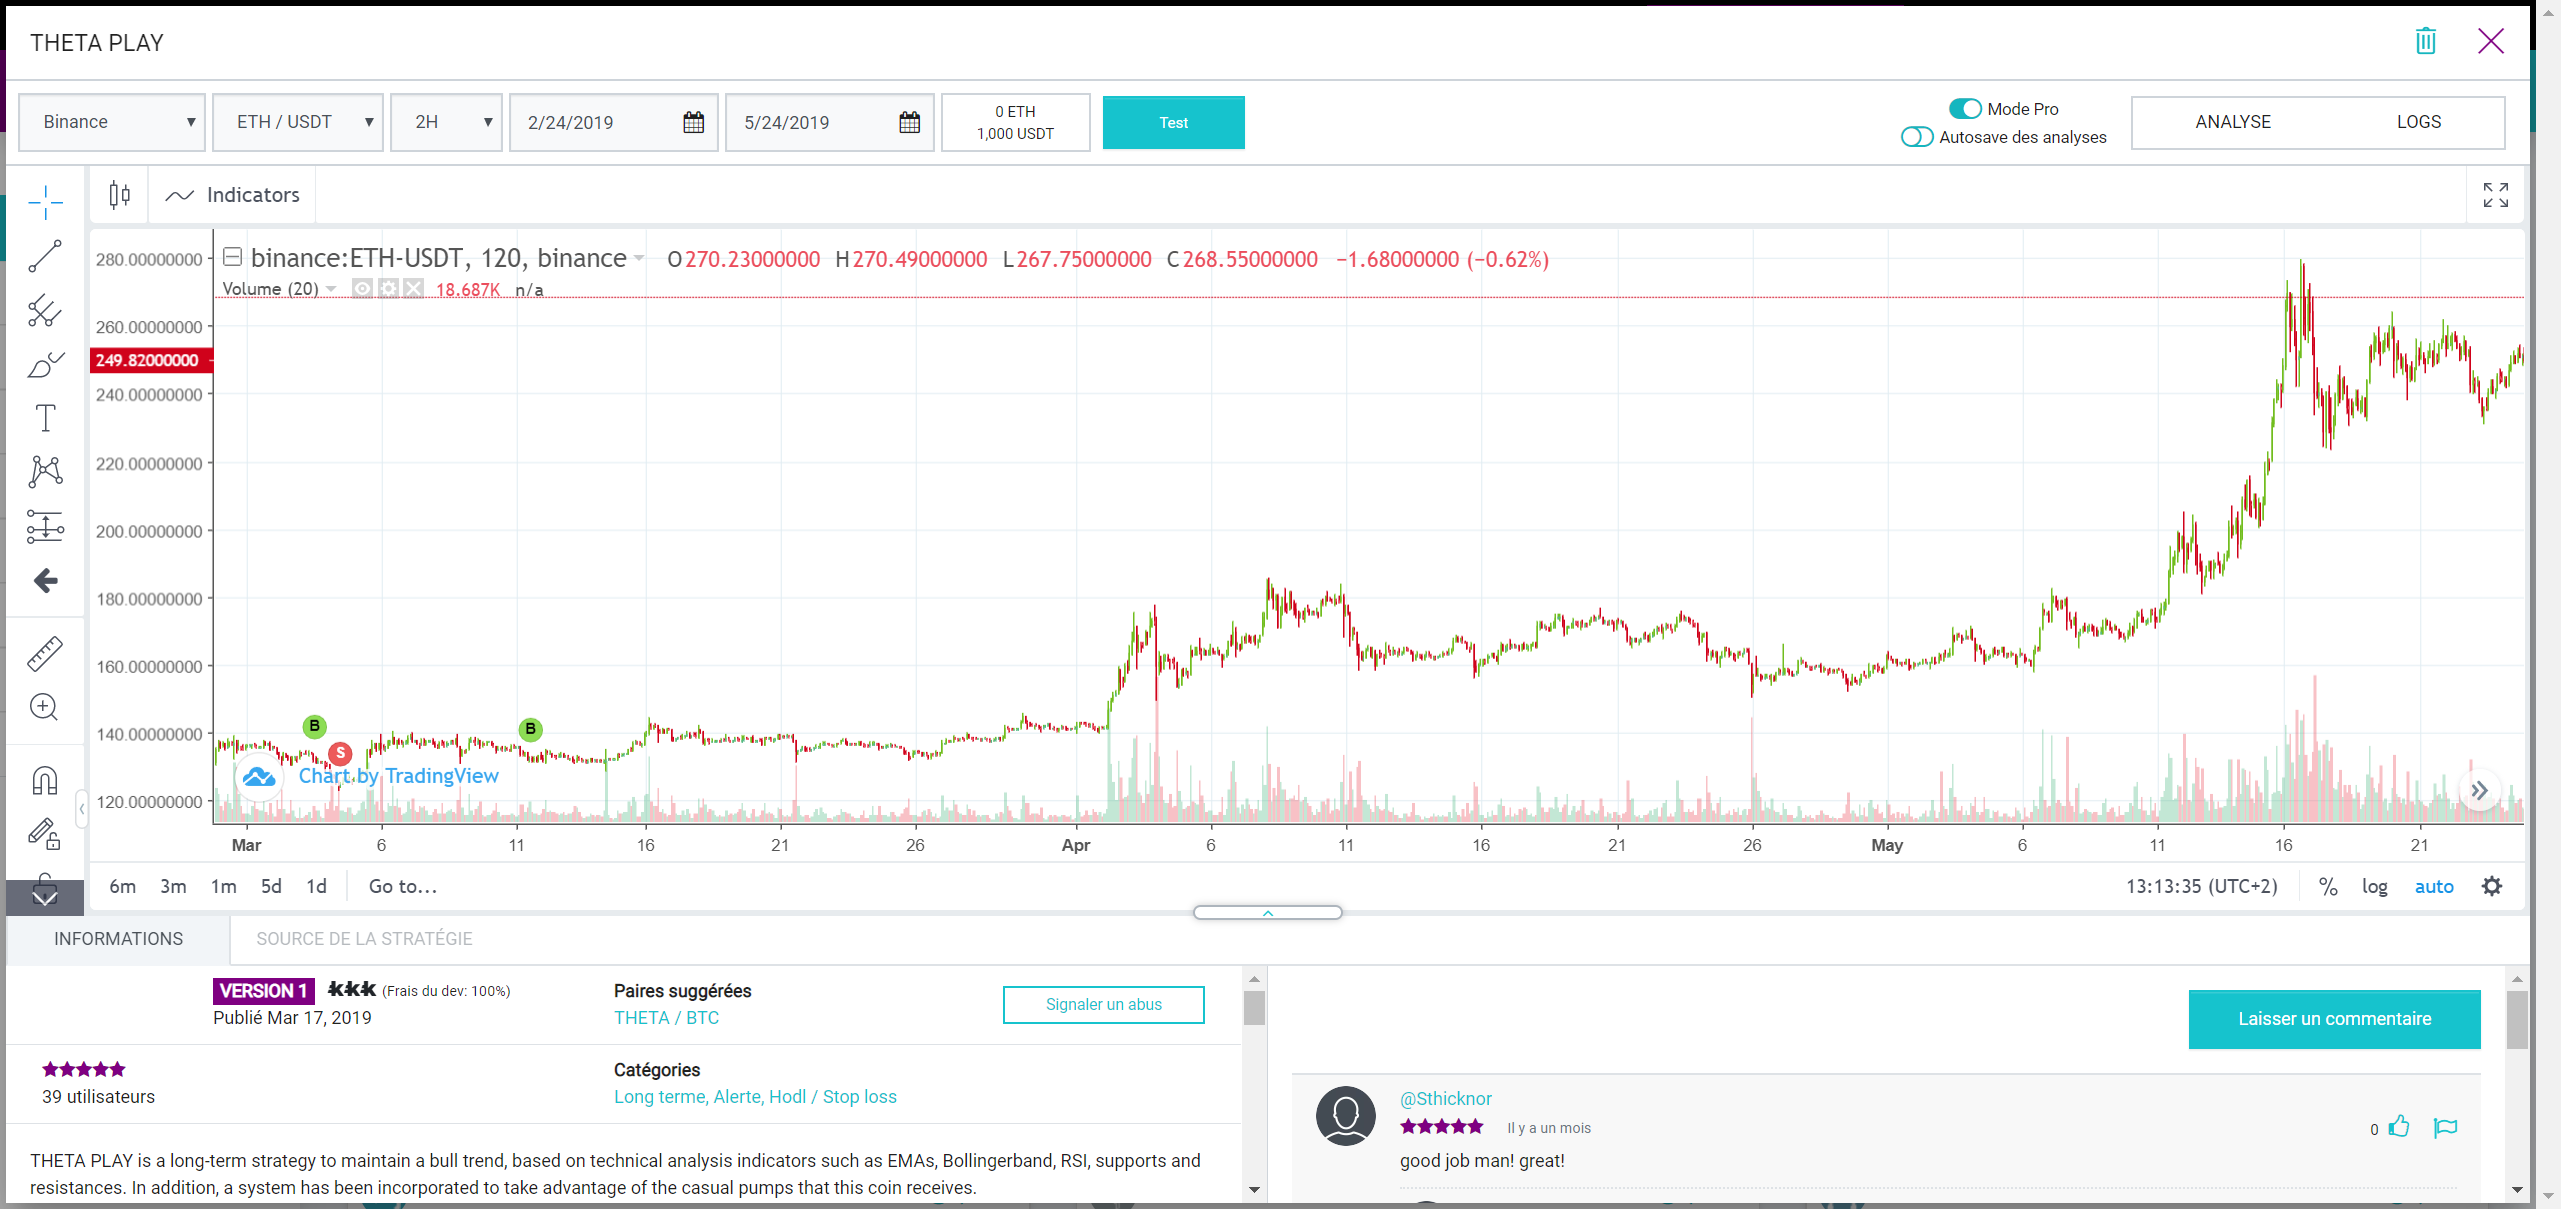 THETA PLAY
Binance
ETH / USDT
2H
2/24/2019
5/24/2019
0 ETH
1,000 USDT
Test
Mode Pro
Autosave des analyses
ANALYSE
LOGS
Indicators
binance:ETH-USDT, 120, binance
O270.23000000 H270.49000000 L267.75000000 C268.55000000 −1.68000000 (−0.62%)
Volume (20)
18.687K n/a
280.00000000
260.00000000
249.82000000
240.00000000
220.00000000
200.00000000
180.00000000
160.00000000
140.00000000
120.00000000
B
S
B
Chart by TradingView
Mar 6 11 16 21 26 Apr 6 11 16 21 26 May 6 11 16 21
6m 3m 1m 5d 1d Go to...
13:13:35 (UTC+2) % log auto
INFORMATIONS
SOURCE DE LA STRATÉGIE
VERSION 1 (Frais du dev: 100%)
Publié Mar 17, 2019
Paires suggérées
THETA / BTC
Signaler un abus
39 utilisateurs
Catégories
Long terme, Alerte, Hodl / Stop loss
THETA PLAY is a long-term strategy to maintain a bull trend, based on technical analysis indicators such as EMAs, Bollingerband, RSI, supports and
resistances. In addition, a system has been incorporated to take advantage of the casual pumps that this coin receives.
Laisser un commentaire
@Sthicknor
Il y a un mois
0
good job man! great!